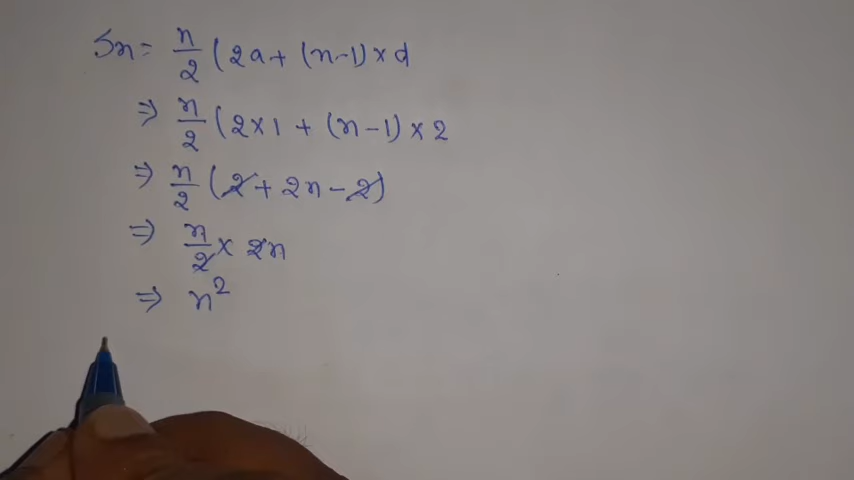 Sn = n/2 (2a + (n-1) × d
⇒ n/2 (2×1 + (n-1) × 2
⇒ n/2 (2 + 2n - 2)
⇒ n/2 × 2n
⇒ n²